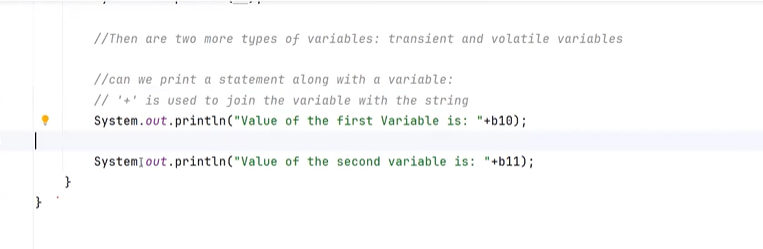 //Then are two more types of variables: transient and volatile variables
//can we print a statement along with a variable:
// '+' is used to join the variable with the string
System.out.println("Value of the first Variable is: "+b10);
System.out.println("Value of the second variable is: "+b11);
}
}